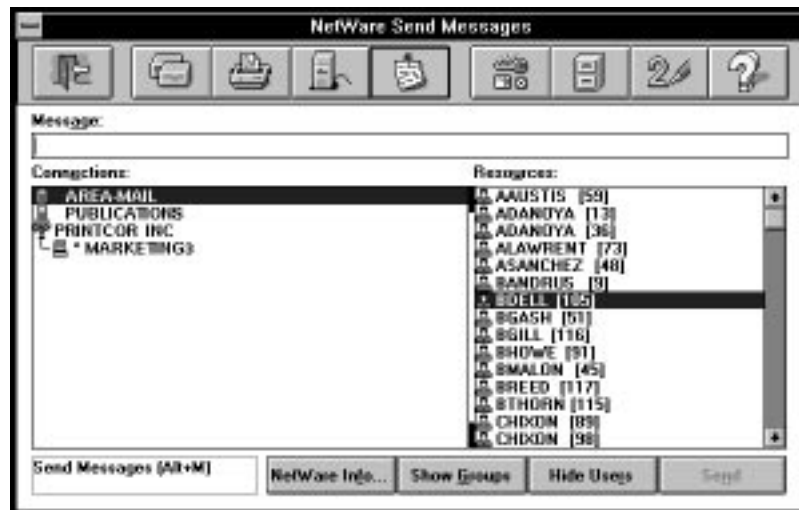 NetWare Send Messages
Message:
Connections:
AREA-MAIL
PUBLICATIONS
PRINTCOR INC
* MARKETING3
Resources:
AAUSTIS [59]
ADANOYA [13]
ADANOYA [36]
ALAWRENT [73]
ASANCHEZ [48]
BANDRUS [9]
BDELL [105]
BGASH [51]
BGILL [116]
BHOWE [91]
BMALON [45]
BREED [117]
BTHORN [115]
CHIXON [89]
CHIXON [98]
Send Messages (Alt+M)
NetWare Info...
Show Groups
Hide Users
Send